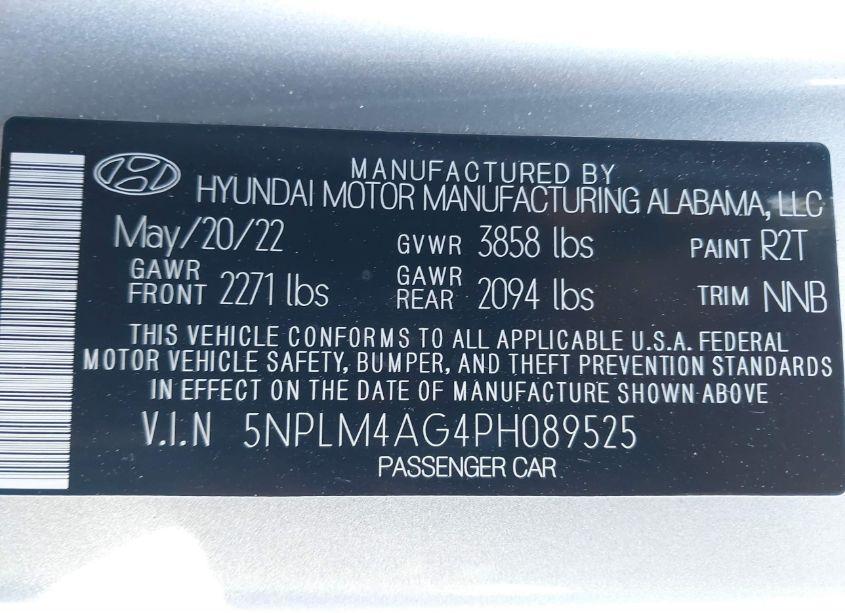 MANUFACTURED BY
HYUNDAI MOTOR MANUFACTURING ALABAMA, LLC
May/20/22 GVWR 3858 lbs PAINT R2T
GAWR FRONT 2271 lbs GAWR REAR 2094 lbs TRIM NNB
THIS VEHICLE CONFORMS TO ALL APPLICABLE U.S.A. FEDERAL
MOTOR VEHICLE SAFETY, BUMPER, AND THEFT PREVENTION STANDARDS
IN EFFECT ON THE DATE OF MANUFACTURE SHOWN ABOVE
V.I.N 5NPLM4AG4PH089525
PASSENGER CAR